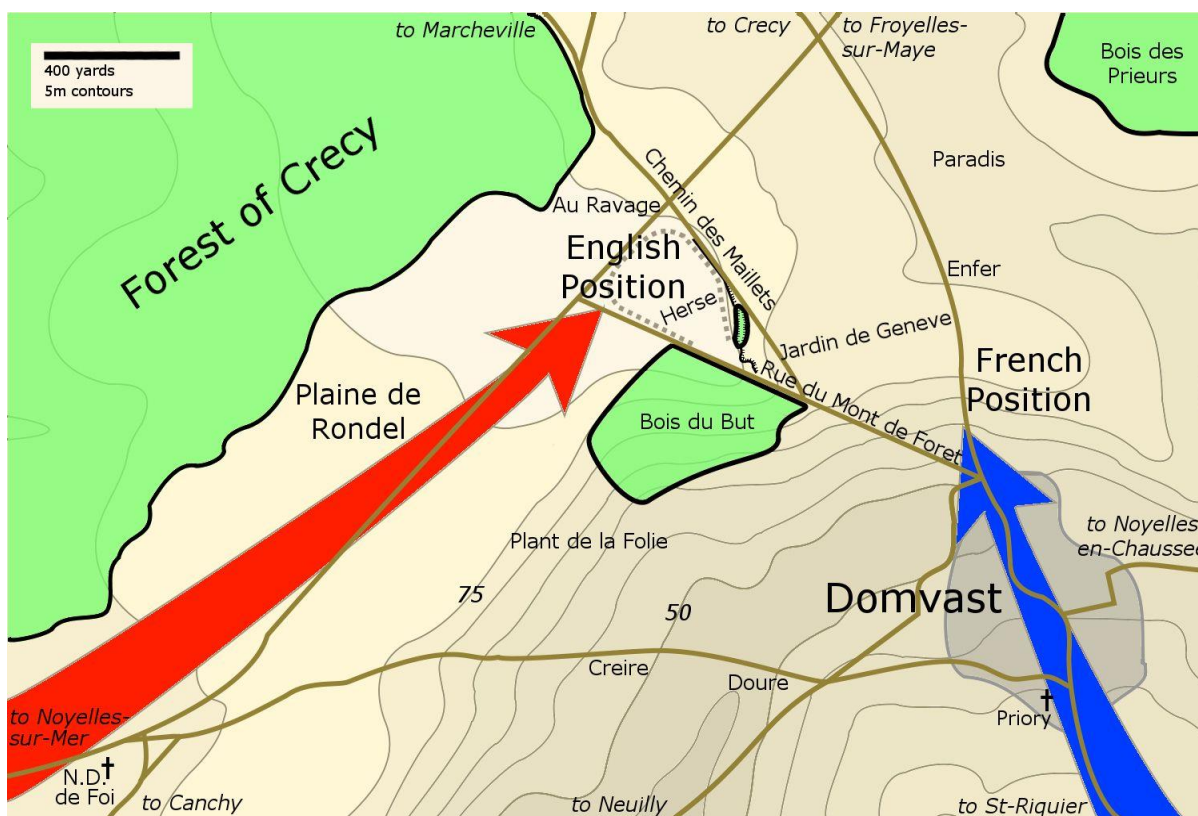 to Marcheville
to Crecy
to Froyelles-
sur-Maye
Bois des
Prieurs
400 yards
5m contours
Forest of Crecy
Paradis
Chemin des Maillets
Au Ravage
English
Position
Herse
Enfer
Jardin de Geneve
French
Position
Rue du Mont de Foret
Plaine de
Rondel
Bois du But
Plant de la Folie
to Noyelles-
en-Chaussee
75
50
Domvast
Creire
Doure
Priory
to Noyelles-
sur-Mer
N.D.
de Foi
to Canchy
to Neuilly
to St-Riquier